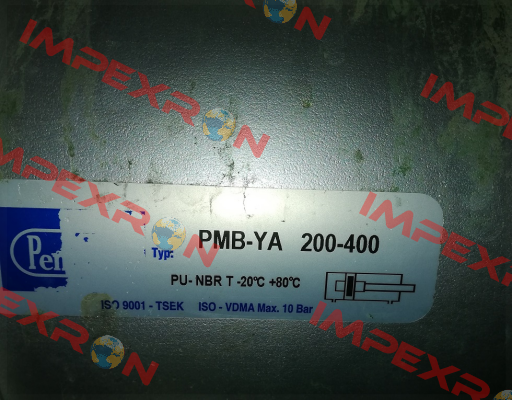 IMPEXRON
IMPEXRON
IMPEXRON
IMPEXRON
Typ: PMB-YA 200-400
PU- NBR T -20°C +80°C
ISO 9001 - TSEK ISO - VDMA Max. 10 Bar
IMPEXRON
IMPEXRON